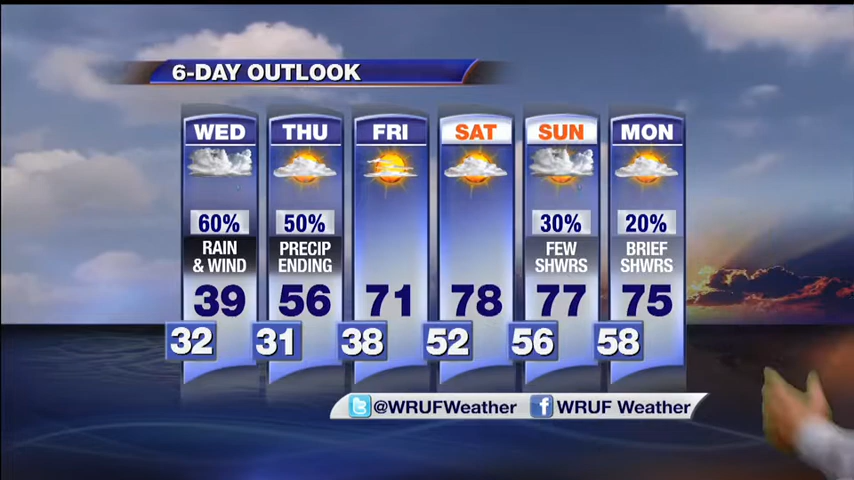 6-DAY OUTLOOK
WED THU FRI SAT SUN MON
60% 50% 30% 20%
RAIN & WIND
PRECIP ENDING
FEW SHWRS
BRIEF SHWRS
39 56 71 78 77 75
32 31 38 52 56 58
@WRUFWeather WRUF Weather